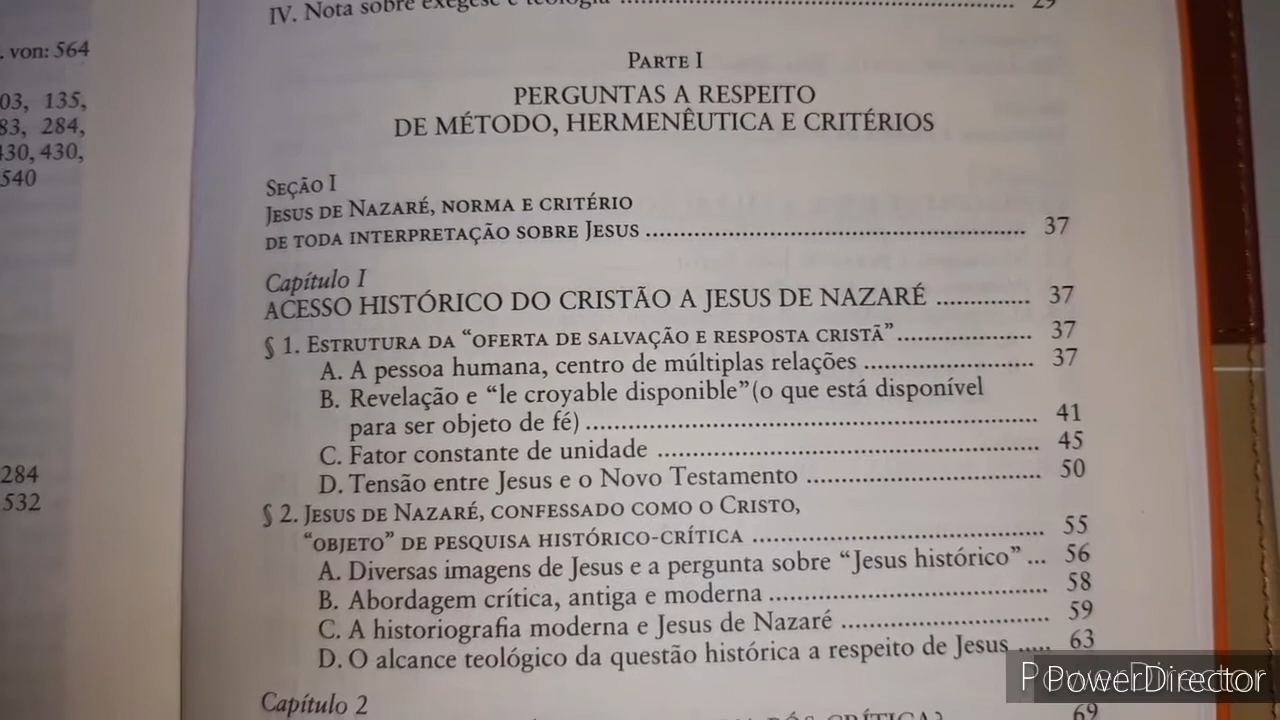 . von: 564
03, 135,
83, 284,
430, 430,
540
284
532
IV. Nota sobre exegese e teologia ........ 29
PARTE I
PERGUNTAS A RESPEITO
DE MÉTODO, HERMENÊUTICA E CRITÉRIOS
SEÇÃO I
JESUS DE NAZARÉ, NORMA E CRITÉRIO
DE TODA INTERPRETAÇÃO SOBRE JESUS ........ 37
Capítulo I
ACESSO HISTÓRICO DO CRISTÃO A JESUS DE NAZARÉ ........ 37
§ 1. ESTRUTURA DA “OFERTA DE SALVAÇÃO E RESPOSTA CRISTÔ ........ 37
A. A pessoa humana, centro de múltiplas relações ........ 37
B. Revelação e “le croyable disponible”(o que está disponível
para ser objeto de fé) ........ 41
C. Fator constante de unidade ........ 45
D. Tensão entre Jesus e o Novo Testamento ........ 50
§ 2. JESUS DE NAZARÉ, CONFESSADO COMO O CRISTO,
“OBJETO” DE PESQUISA HISTÓRICO-CRÍTICA ........ 55
A. Diversas imagens de Jesus e a pergunta sobre “Jesus histórico” ... 56
B. Abordagem crítica, antiga e moderna ........ 58
C. A historiografia moderna e Jesus de Nazaré ........ 59
D. O alcance teológico da questão histórica a respeito de Jesus ..... 63
Capítulo 2
69
PowerDirector